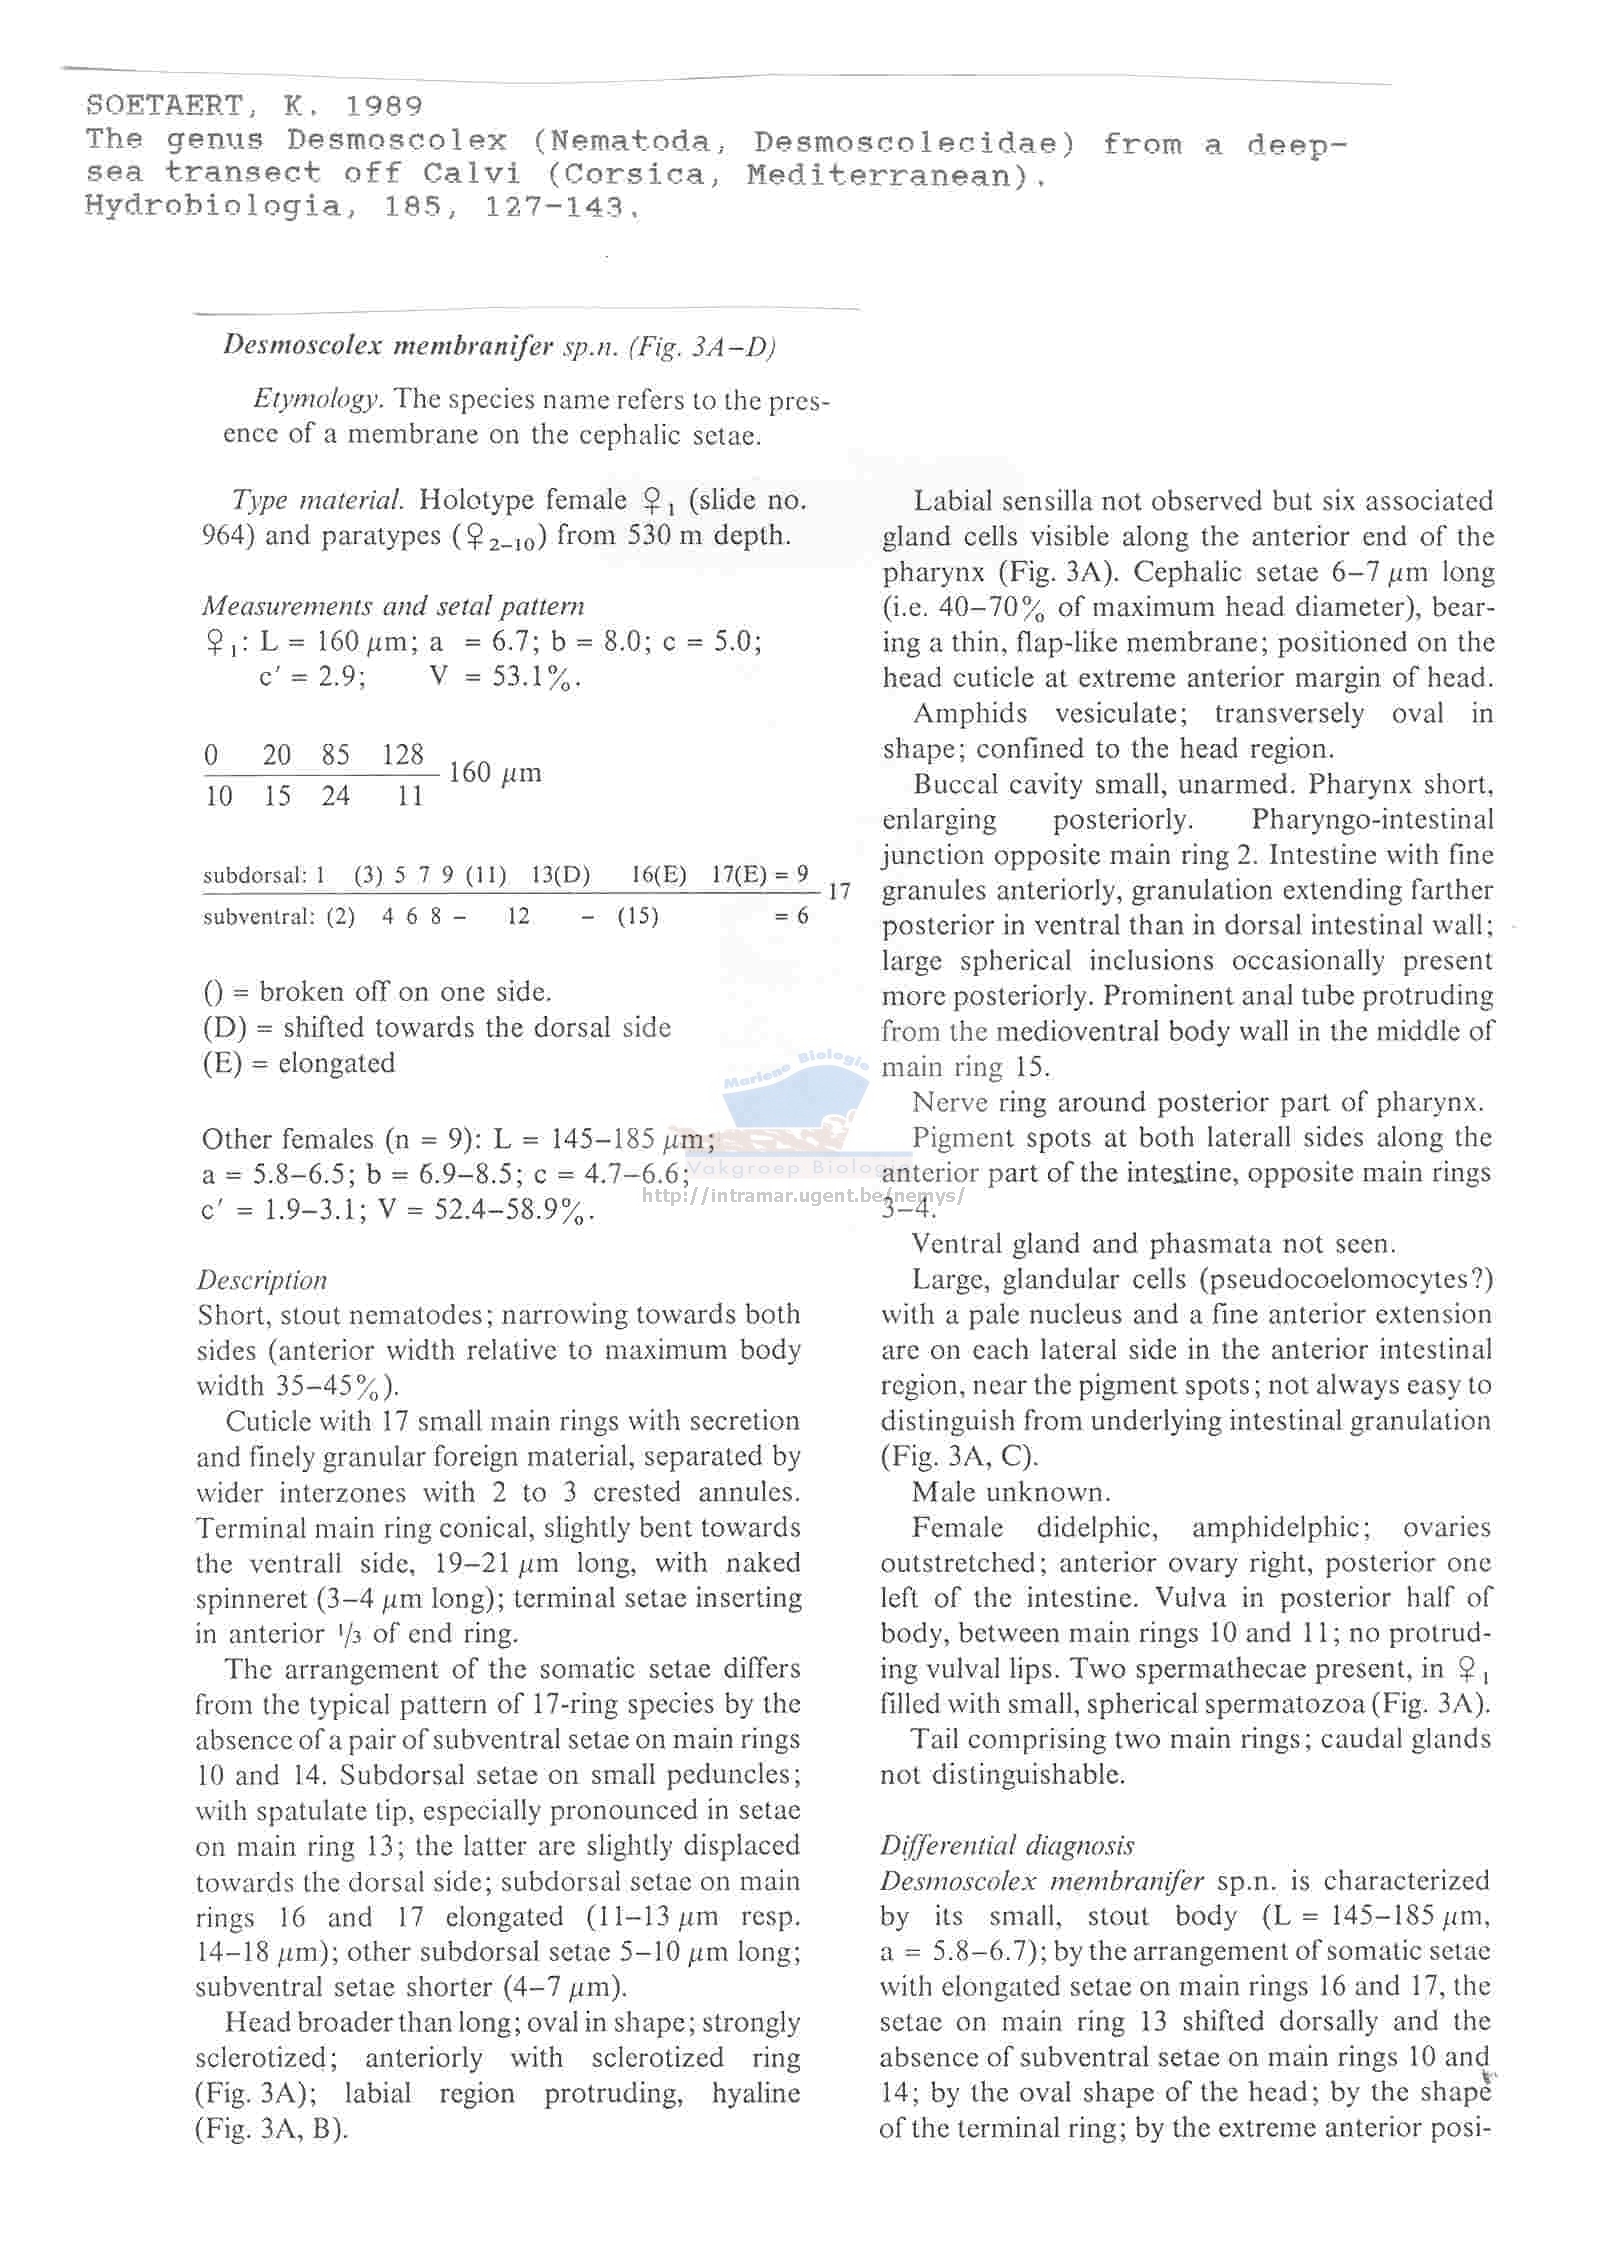 SOETAERT, K. 1989
The genus Desmoscolex (Nematoda, Desmoscolecidae) from a deep-
sea transect off Calvi (Corsica, Mediterranean).
Hydrobiologia, 185, 127-143.
Desmoscolex membranifer sp.n. (Fig. 3A–D)
Etymology. The species name refers to the pres-
ence of a membrane on the cephalic setae.
Type material. Holotype female ♀1 (slide no.
964) and paratypes (♀2–10) from 530 m depth.
Measurements and setal pattern
♀1: L = 160 μm; a = 6.7; b = 8.0; c = 5.0;
c′ = 2.9; V = 53.1%.
0 20 85 128
160 μm
10 15 24 11
subdorsal: 1 (3) 5 7 9 (11) 13(D) 16(E) 17(E) = 9
17
subventral: (2) 4 6 8 – 12 – (15) = 6
() = broken off on one side.
(D) = shifted towards the dorsal side
(E) = elongated
Other females (n = 9): L = 145–185 μm;
a = 5.8–6.5; b = 6.9–8.5; c = 4.7–6.6;
c′ = 1.9–3.1; V = 52.4–58.9%.
Description
Short, stout nematodes; narrowing towards both
sides (anterior width relative to maximum body
width 35–45%).
Cuticle with 17 small main rings with secretion
and finely granular foreign material, separated by
wider interzones with 2 to 3 crested annules.
Terminal main ring conical, slightly bent towards
the ventrall side, 19–21 μm long, with naked
spinneret (3–4 μm long); terminal setae inserting
in anterior 1/3 of end ring.
The arrangement of the somatic setae differs
from the typical pattern of 17-ring species by the
absence of a pair of subventral setae on main rings
10 and 14. Subdorsal setae on small peduncles;
with spatulate tip, especially pronounced in setae
on main ring 13; the latter are slightly displaced
towards the dorsal side; subdorsal setae on main
rings 16 and 17 elongated (11–13 μm resp.
14–18 μm); other subdorsal setae 5–10 μm long;
subventral setae shorter (4–7 μm).
Head broader than long; oval in shape; strongly
sclerotized; anteriorly with sclerotized ring
(Fig. 3A); labial region protruding, hyaline
(Fig. 3A, B).
Labial sensilla not observed but six associated
gland cells visible along the anterior end of the
pharynx (Fig. 3A). Cephalic setae 6–7 μm long
(i.e. 40–70% of maximum head diameter), bear-
ing a thin, flap-like membrane; positioned on the
head cuticle at extreme anterior margin of head.
Amphids vesiculate; transversely oval in
shape; confined to the head region.
Buccal cavity small, unarmed. Pharynx short,
enlarging posteriorly. Pharyngo-intestinal
junction opposite main ring 2. Intestine with fine
granules anteriorly, granulation extending farther
posterior in ventral than in dorsal intestinal wall;
large spherical inclusions occasionally present
more posteriorly. Prominent anal tube protruding
from the medioventral body wall in the middle of
main ring 15.
Nerve ring around posterior part of pharynx.
Pigment spots at both laterall sides along the
anterior part of the intestine, opposite main rings
3–4.
Ventral gland and phasmata not seen.
Large, glandular cells (pseudocoelomocytes?)
with a pale nucleus and a fine anterior extension
are on each lateral side in the anterior intestinal
region, near the pigment spots; not always easy to
distinguish from underlying intestinal granulation
(Fig. 3A, C).
Male unknown.
Female didelphic, amphidelphic; ovaries
outstretched; anterior ovary right, posterior one
left of the intestine. Vulva in posterior half of
body, between main rings 10 and 11; no protrud-
ing vulval lips. Two spermathecae present, in ♀1
filled with small, spherical spermatozoa (Fig. 3A).
Tail comprising two main rings; caudal glands
not distinguishable.
Differential diagnosis
Desmoscolex membranifer sp.n. is characterized
by its small, stout body (L = 145–185 μm,
a = 5.8–6.7); by the arrangement of somatic setae
with elongated setae on main rings 16 and 17, the
setae on main ring 13 shifted dorsally and the
absence of subventral setae on main rings 10 and
14; by the oval shape of the head; by the shape
of the terminal ring; by the extreme anterior posi-
Mariene Biologie
Vakgroep Biologie
http://intramar.ugent.be/nemys/